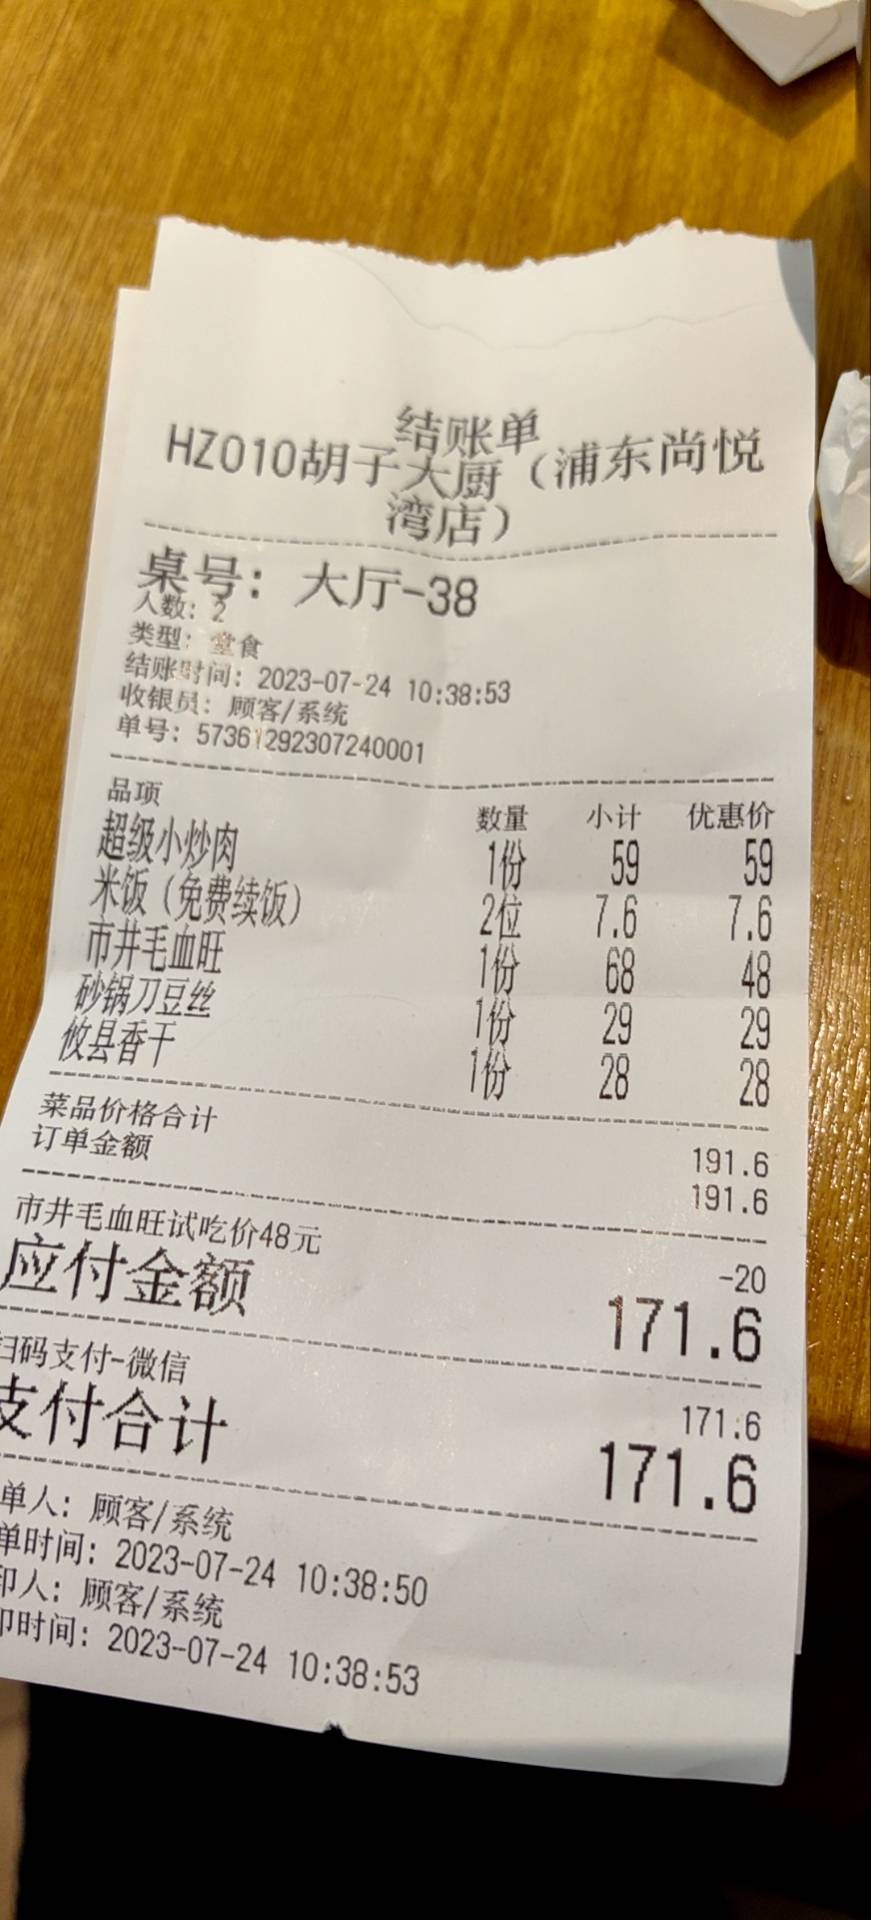 结账单
HZ010胡子大厨（浦东尚悦
湾店）
桌号：大厅-38
人数：2
类型：堂食
结账时间：2023-07-24 10:38:53
收银员：顾客/系统
单号：573612923072400001
品项 数量 小计 优惠价
超级小炒肉 1份 59 59
米饭（免费续饭） 2位 7.6 7.6
市井毛血旺 1份 68 48
砂锅刀豆丝 1份 29 29
攸县香干 1份 28 28
菜品价格合计 191.6
订单金额 191.6
市井毛血旺试吃价48元 -20
应付金额 171.6
扫码支付-微信 171.6
支付合计 171.6
单人：顾客/系统
单时间：2023-07-24 10:38:50
印人：顾客/系统
印时间：2023-07-24 10:38:53